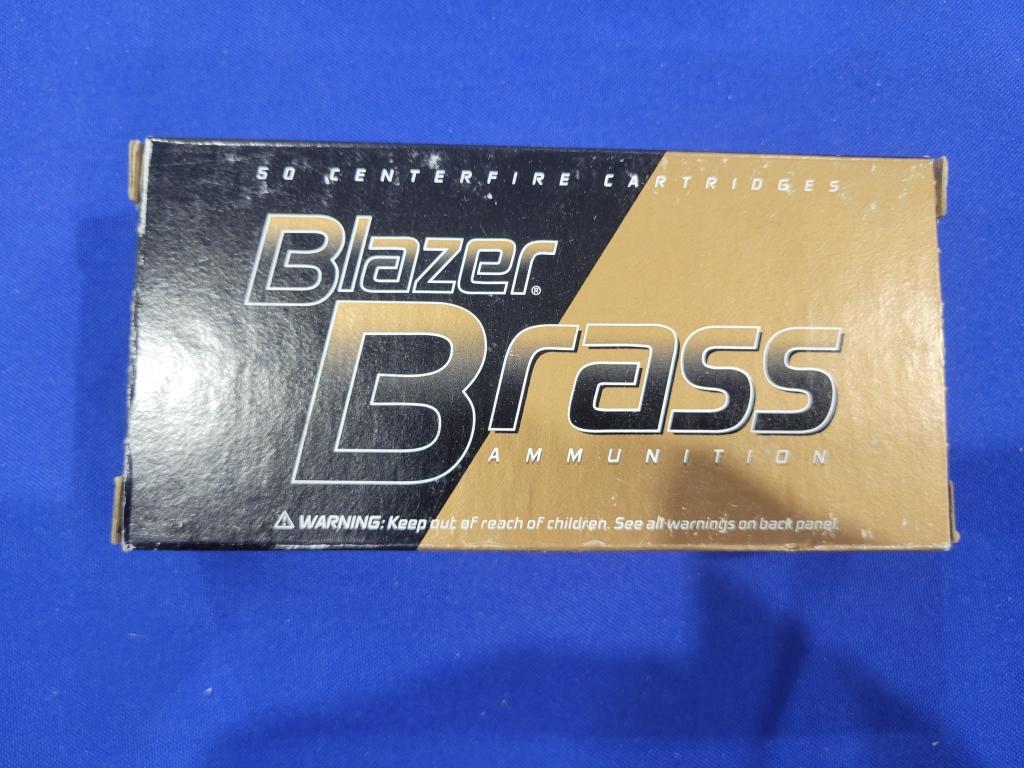 50 CENTERFIRE CARTRIDGES
Blazer®
Brass
AMMUNITION
⚠ WARNING: Keep out of reach of children. See all warnings on back panel.